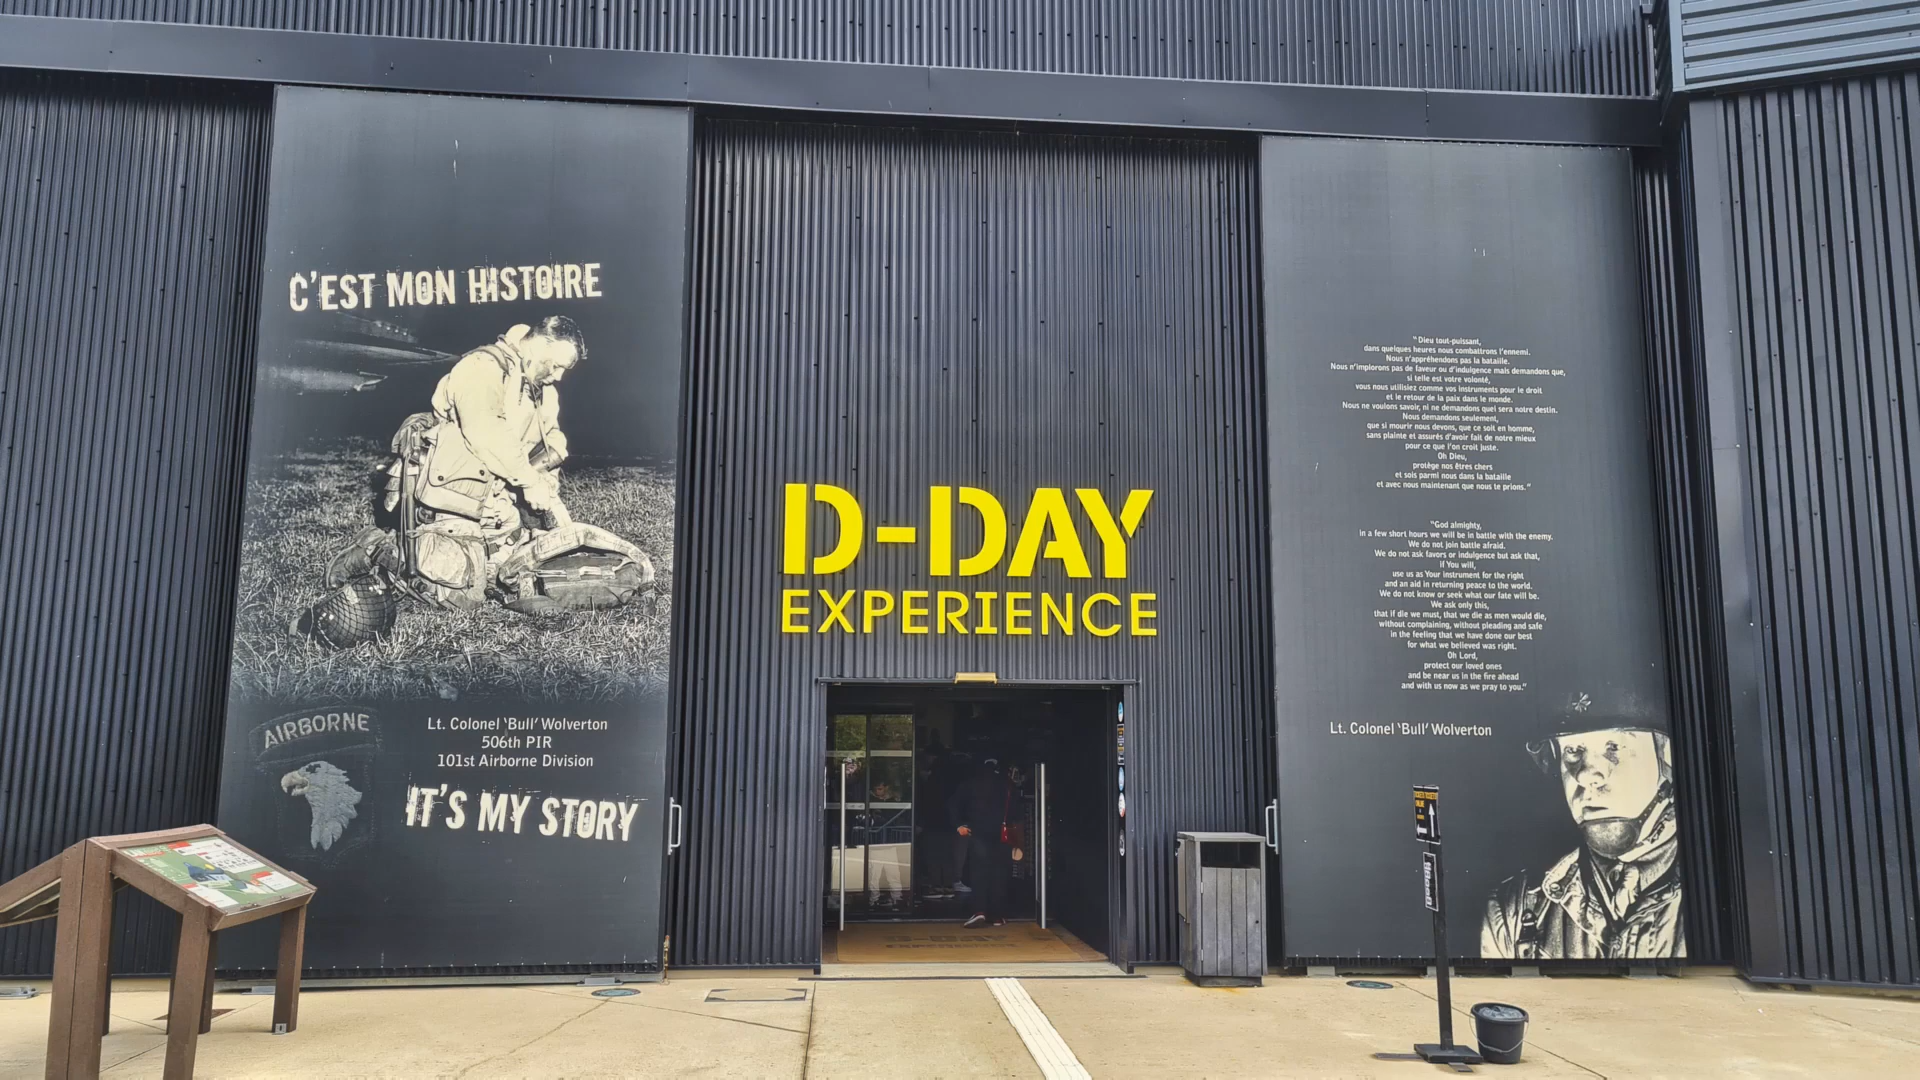 C'EST MON HISTOIRE
AIRBORNE
Lt. Colonel 'Bull' Wolverton
506th PIR
101st Airborne Division
IT'S MY STORY
D-DAY
EXPERIENCE
"Dieu tout-puissant,
dans quelques heures nous combattrons l'ennemi.
Nous n'appréhendons pas la bataille.
Nous n'implorons pas de faveur ou d'indulgence mais demandons que,
si telle est votre volonté,
vous nous utilisiez comme vos instruments pour le droit
et le retour de la paix dans le monde.
Nous ne voulons savoir, ni ne demandons quel sera notre destin.
Nous demandons seulement,
que si mourir nous devons, que ce soit en homme,
sans plainte et assurés d'avoir fait de notre mieux
pour ce que l'on croit juste.
Oh Dieu,
protège nos êtres chers
et sois parmi nous dans la bataille
et avec nous maintenant que nous te prions."
"God almighty,
in a few short hours we will be in battle with the enemy.
We do not join battle afraid.
We do not ask favors or indulgence but ask that,
if You will,
use us as Your instrument for the right
and an aid in returning peace to the world.
We do not know or seek what our fate will be.
We ask only this,
that if die we must, that we die as men would die,
without complaining, without pleading and safe
in the feeling that we have done our best
for what we believed was right.
Oh Lord,
protect our loved ones
and be near us in the fire ahead
and with us now as we pray to you."
Lt. Colonel 'Bull' Wolverton